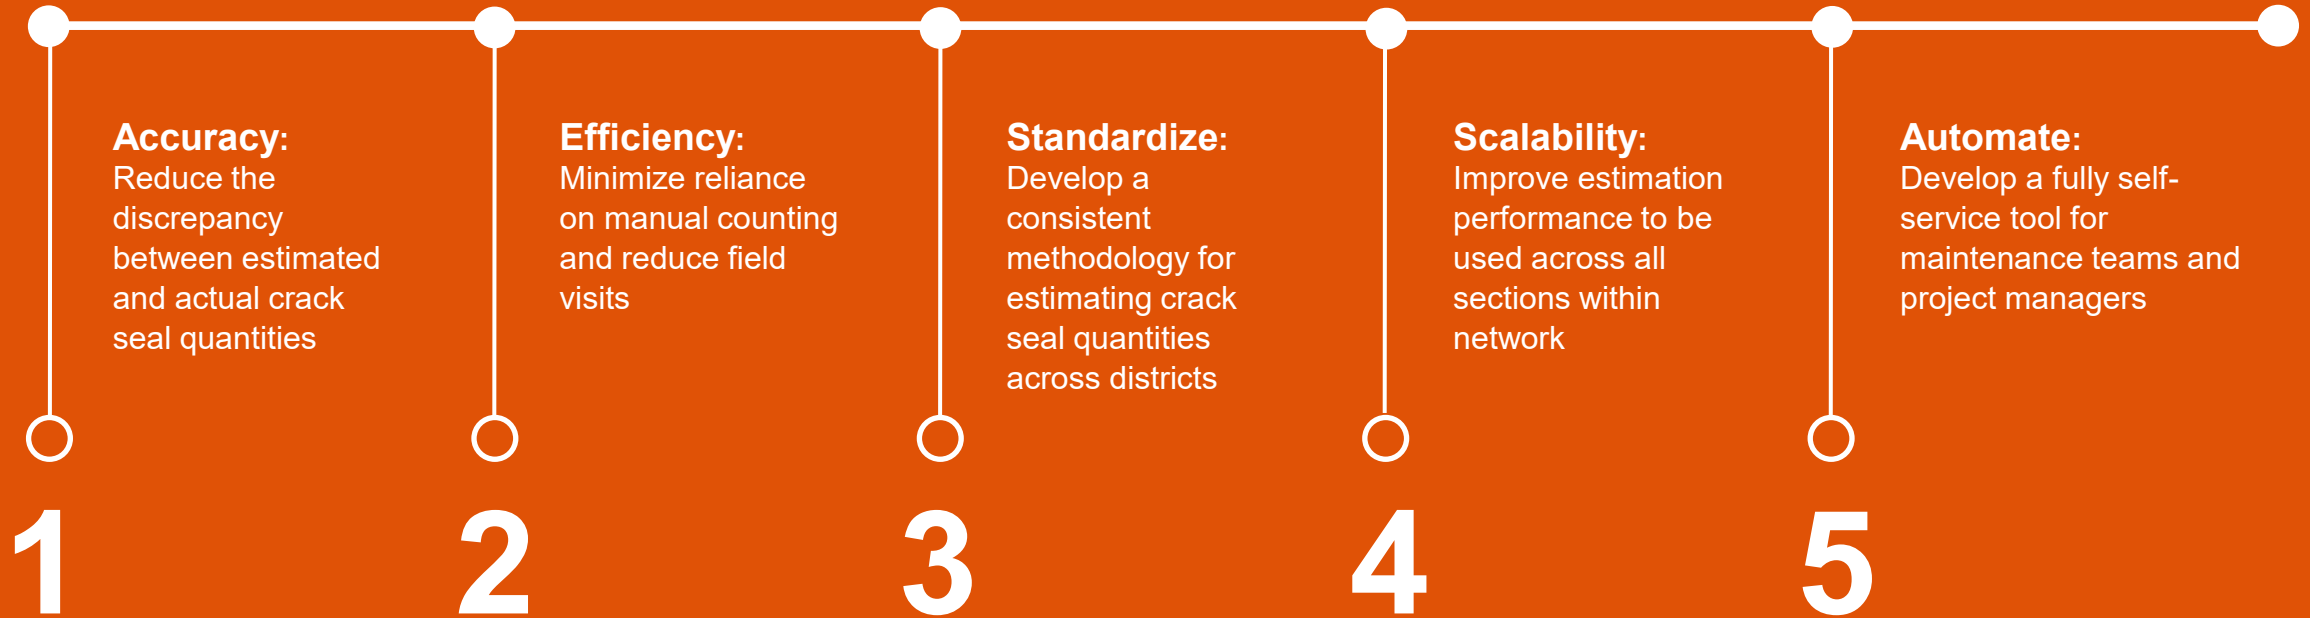 Accuracy:
Reduce the
discrepancy
between estimated
and actual crack
seal quantities
1
Efficiency:
Minimize reliance
on manual counting
and reduce field
visits
2
Standardize:
Develop a
consistent
methodology for
estimating crack
seal quantities
across districts
3
Scalability:
Improve estimation
performance to be
used across all
sections within
network
4
Automate:
Develop a fully self-
service tool for
maintenance teams and
project managers
5